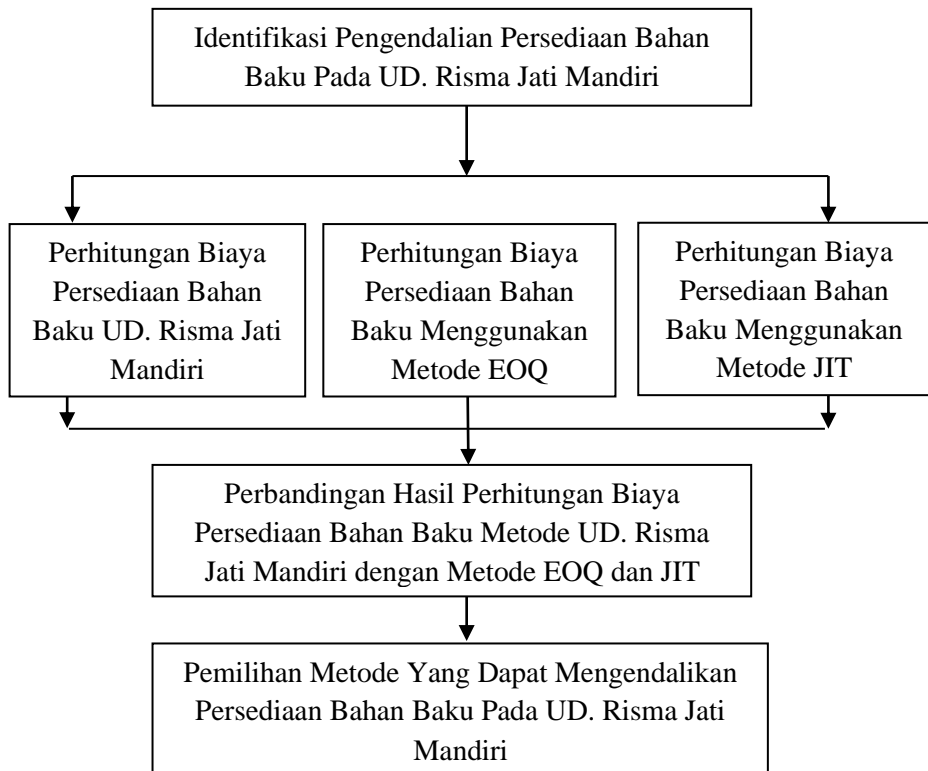 Identifikasi Pengendalian Persediaan Bahan
Baku Pada UD. Risma Jati Mandiri
Perhitungan Biaya
Persediaan Bahan
Baku UD. Risma Jati
Mandiri
Perhitungan Biaya
Persediaan Bahan
Baku Menggunakan
Metode EOQ
Perhitungan Biaya
Persediaan Bahan
Baku Menggunakan
Metode JIT
Perbandingan Hasil Perhitungan Biaya
Persediaan Bahan Baku Metode UD. Risma
Jati Mandiri dengan Metode EOQ dan JIT
Pemilihan Metode Yang Dapat Mengendalikan
Persediaan Bahan Baku Pada UD. Risma Jati
Mandiri